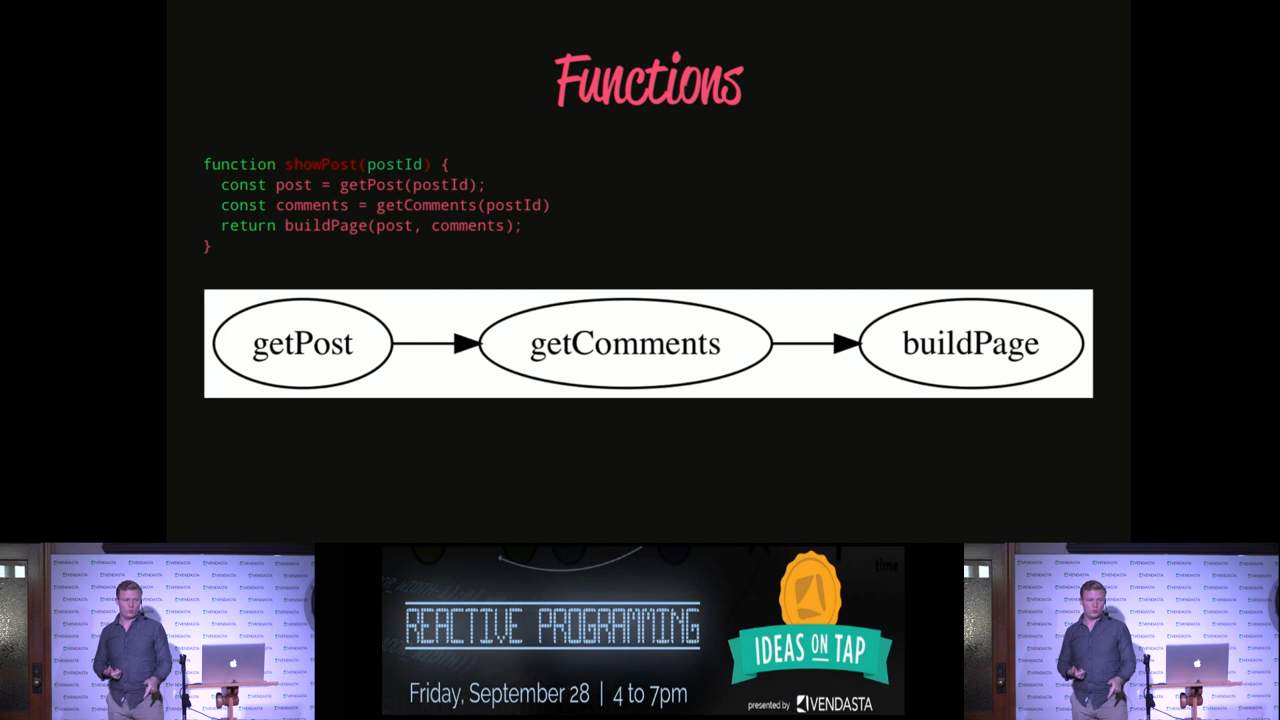 Functions
function showPost(postId) {
const post = getPost(postId);
const comments = getComments(postId)
return buildPage(post, comments);
}
getPost
getComments
buildPage
time
REACTIVE PROGRAMMING
Friday, September 28 | 4 to 7pm
IDEAS ON TAP
presented by VENDASTA